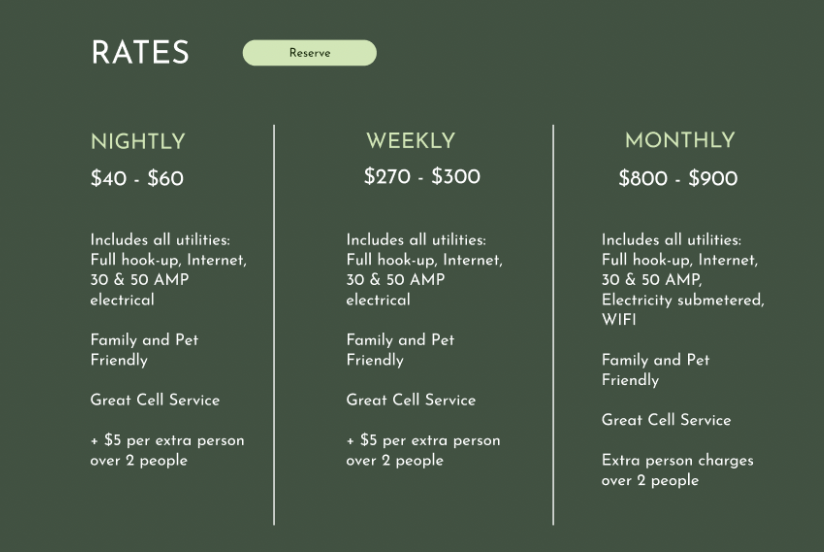 RATES
Reserve
NIGHTLY
$40 - $60
Includes all utilities:
Full hook-up, Internet,
30 & 50 AMP
electrical
Family and Pet
Friendly
Great Cell Service
+ $5 per extra person
over 2 people
WEEKLY
$270 - $300
Includes all utilities:
Full hook-up, Internet,
30 & 50 AMP
electrical
Family and Pet
Friendly
Great Cell Service
+ $5 per extra person
over 2 people
MONTHLY
$800 - $900
Includes all utilities:
Full hook-up, Internet,
30 & 50 AMP,
Electricity submetered,
WIFI
Family and Pet
Friendly
Great Cell Service
Extra person charges
over 2 people